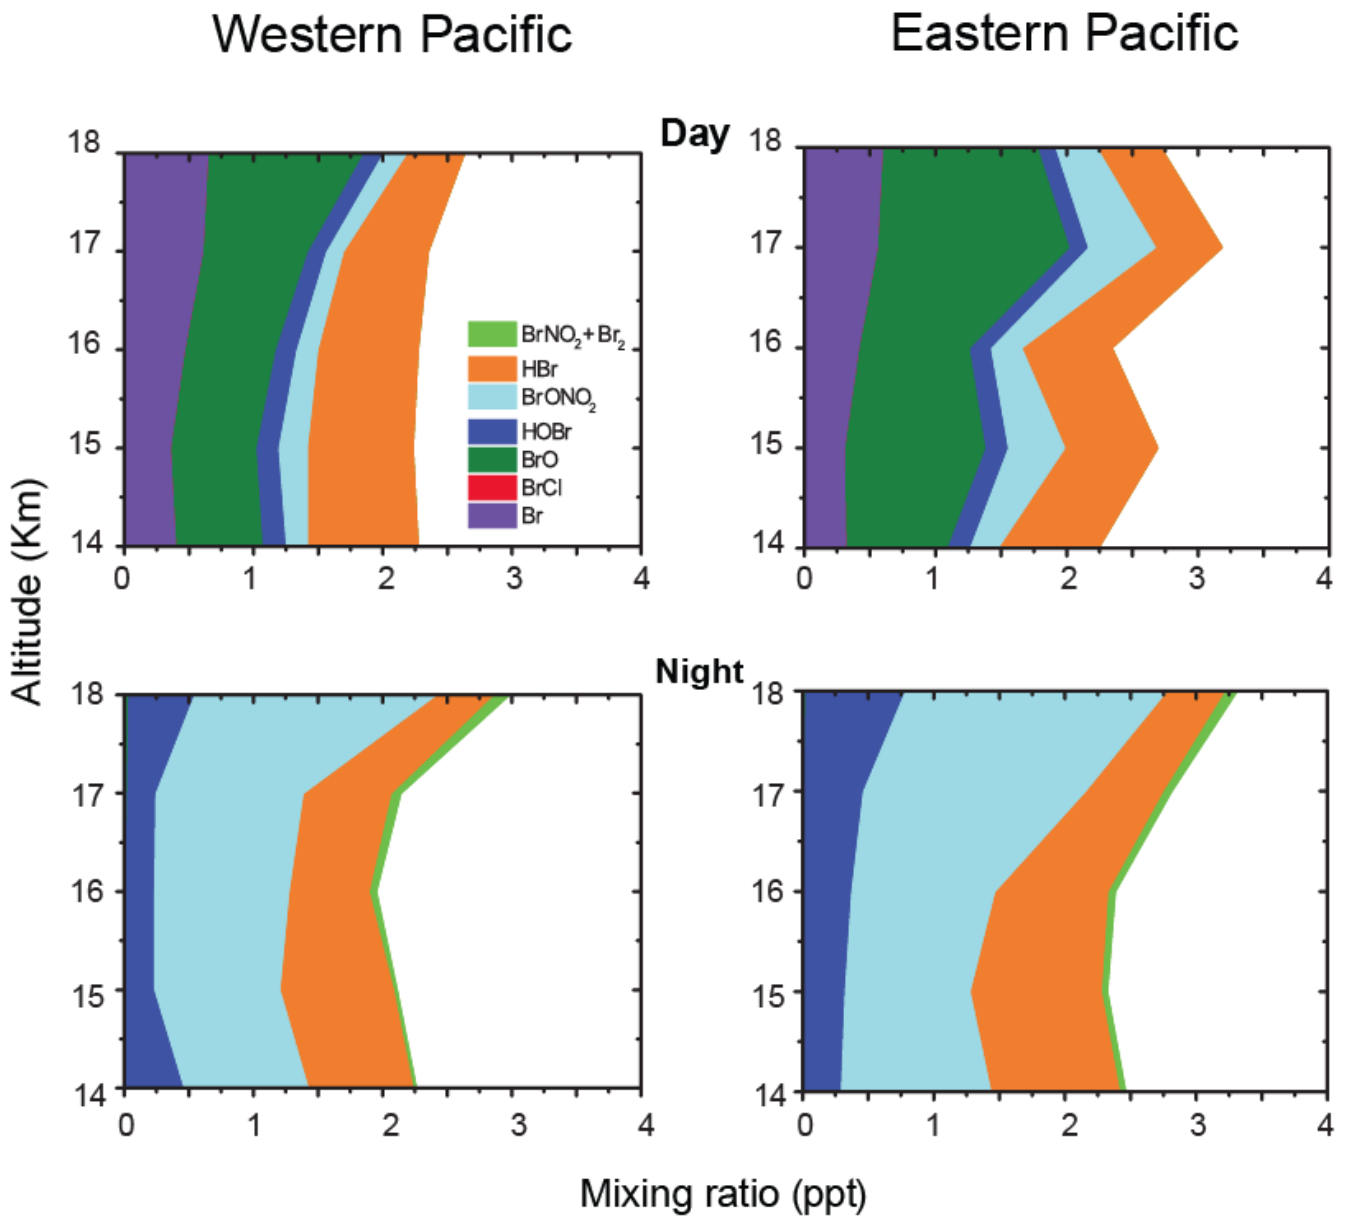 Western Pacific
Eastern Pacific
Day
18
17
16
15
14
0 1 2 3 4
BrNO₂+Br₂
HBr
BrONO₂
HOBr
BrO
BrCl
Br
18
17
16
15
14
0 1 2 3 4
Altitude (Km)
Night
18
17
16
15
14
0 1 2 3 4
18
17
16
15
14
0 1 2 3 4
Mixing ratio (ppt)